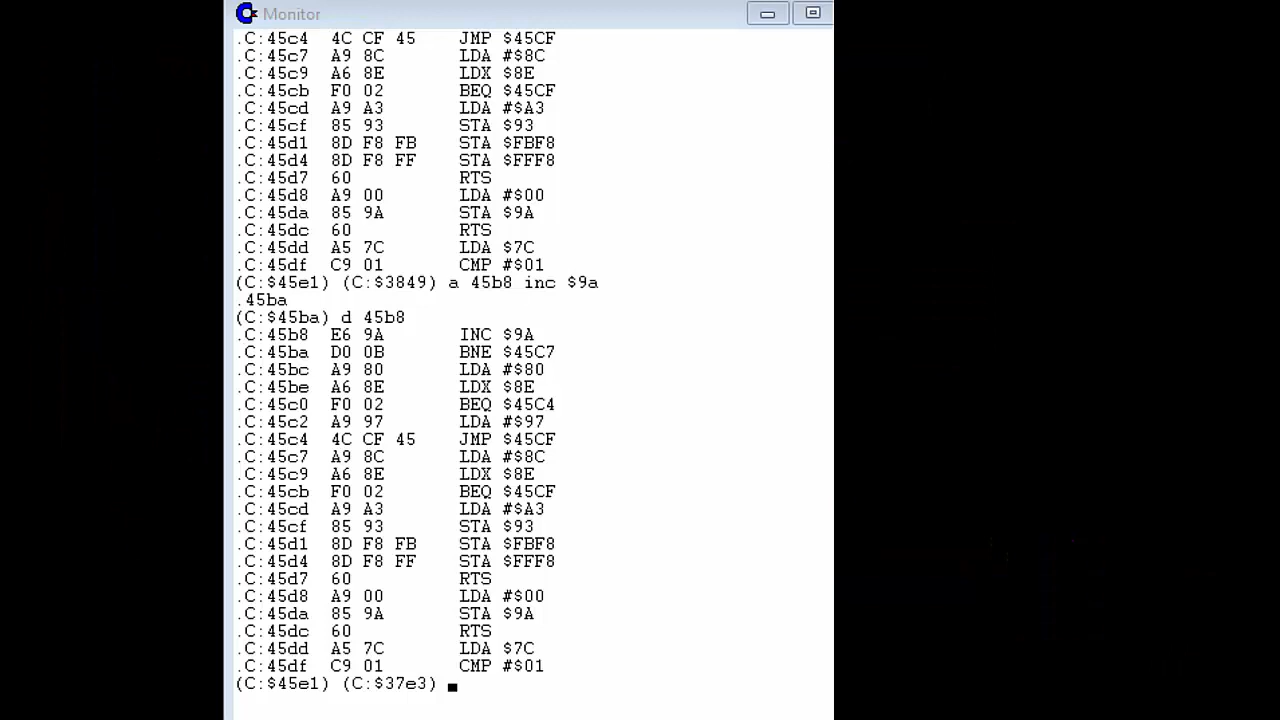 Monitor
.C:45c4  4C CF 45    JMP $45CF
.C:45c7  A9 8C       LDA #$8C
.C:45c9  A6 8E       LDX $8E
.C:45cb  F0 02       BEQ $45CF
.C:45cd  A9 A3       LDA #$A3
.C:45cf  85 93       STA $93
.C:45d1  8D F8 FB    STA $FBF8
.C:45d4  8D F8 FF    STA $FFF8
.C:45d7  60          RTS
.C:45d8  A9 00       LDA #$00
.C:45da  85 9A       STA $9A
.C:45dc  60          RTS
.C:45dd  A5 7C       LDA $7C
.C:45df  C9 01       CMP #$01
(C:$45e1) (C:$3849) a 45b8 inc $9a
.45ba
(C:$45ba) d 45b8
.C:45b8  E6 9A       INC $9A
.C:45ba  D0 0B       BNE $45C7
.C:45bc  A9 80       LDA #$80
.C:45be  A6 8E       LDX $8E
.C:45c0  F0 02       BEQ $45C4
.C:45c2  A9 97       LDA #$97
.C:45c4  4C CF 45    JMP $45CF
.C:45c7  A9 8C       LDA #$8C
.C:45c9  A6 8E       LDX $8E
.C:45cb  F0 02       BEQ $45CF
.C:45cd  A9 A3       LDA #$A3
.C:45cf  85 93       STA $93
.C:45d1  8D F8 FB    STA $FBF8
.C:45d4  8D F8 FF    STA $FFF8
.C:45d7  60          RTS
.C:45d8  A9 00       LDA #$00
.C:45da  85 9A       STA $9A
.C:45dc  60          RTS
.C:45dd  A5 7C       LDA $7C
.C:45df  C9 01       CMP #$01
(C:$45e1) (C:$37e3)